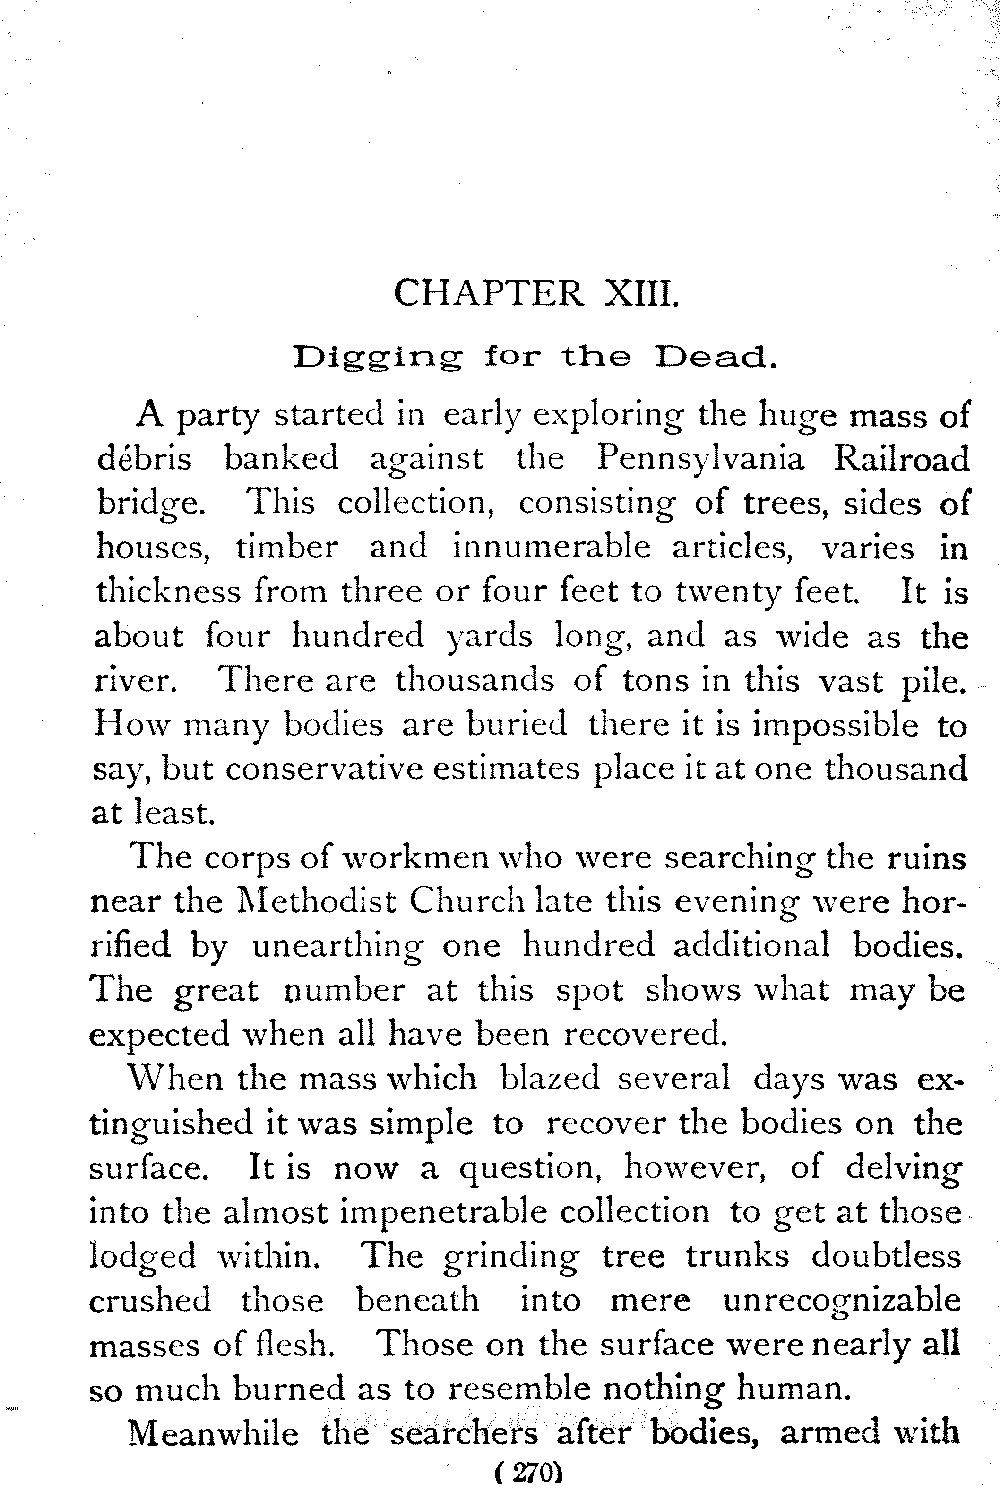 CHAPTER XIII.
Digging for the Dead.
A party started in early exploring the huge mass of
débris banked against the Pennsylvania Railroad
bridge. This collection, consisting of trees, sides of
houses, timber and innumerable articles, varies in
thickness from three or four feet to twenty feet. It is
about four hundred yards long, and as wide as the
river. There are thousands of tons in this vast pile.
How many bodies are buried there it is impossible to
say, but conservative estimates place it at one thousand
at least.
The corps of workmen who were searching the ruins
near the Methodist Church late this evening were hor-
rified by unearthing one hundred additional bodies.
The great number at this spot shows what may be
expected when all have been recovered.
When the mass which blazed several days was ex-
tinguished it was simple to recover the bodies on the
surface. It is now a question, however, of delving
into the almost impenetrable collection to get at those
lodged within. The grinding tree trunks doubtless
crushed those beneath into mere unrecognizable
masses of flesh. Those on the surface were nearly all
so much burned as to resemble nothing human.
Meanwhile the searchers after bodies, armed with
(270)